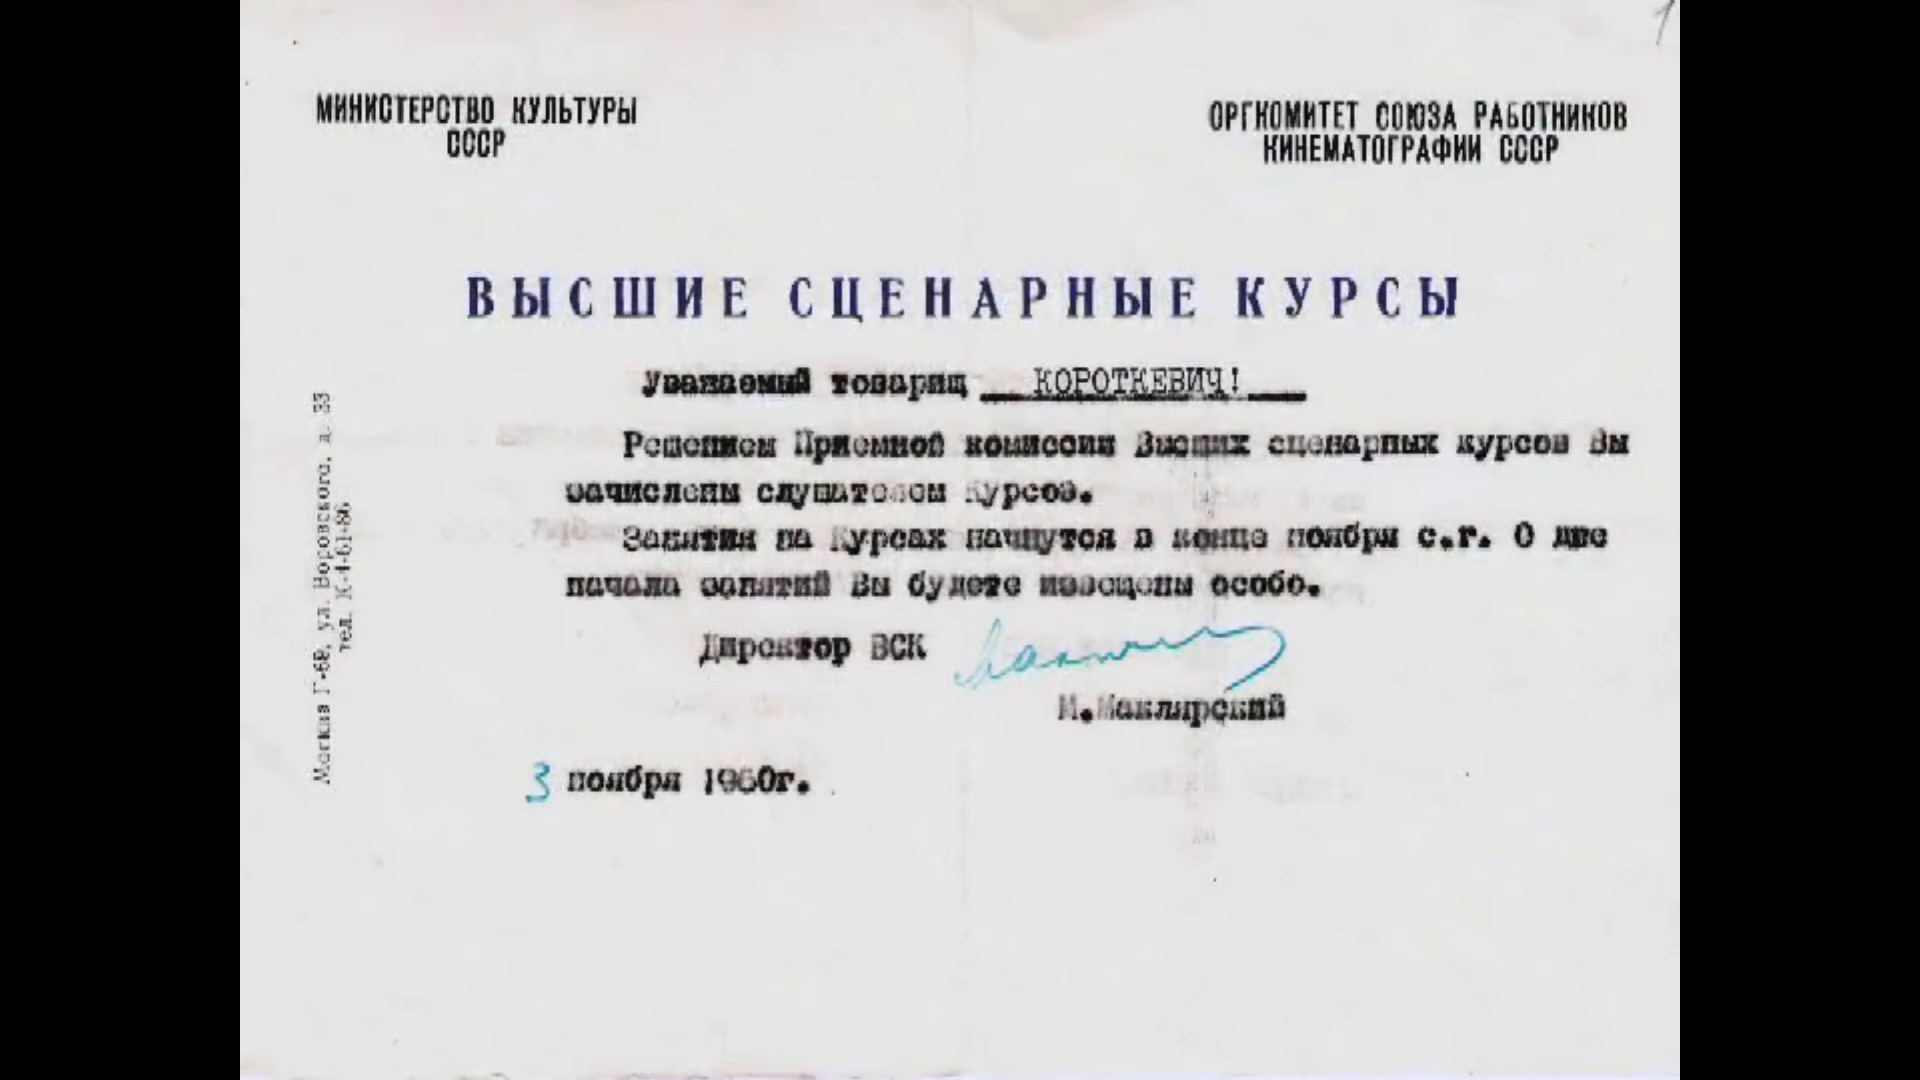 1
МИНИСТЕРСТВО КУЛЬТУРЫ
СССР
ОРГКОМИТЕТ СОЮЗА РАБОТНИКОВ
КИНЕМАТОГРАФИИ СССР
ВЫСШИЕ СЦЕНАРНЫЕ КУРСЫ
Уважаемый товарищ КОРОТКЕВИЧ!
Решением Приемной комиссии Высших сценарных курсов Вы
зачислены слушателем Курсов.
Занятия на Курсах начнутся в конце ноября с.г. О дне
начала занятий Вы будете извещены особо.
Директор ВСК
М.Маклярский
3 ноября 1960г.
Москва Г-69, ул. Воровского, д. 33
тел. К-4-61-86